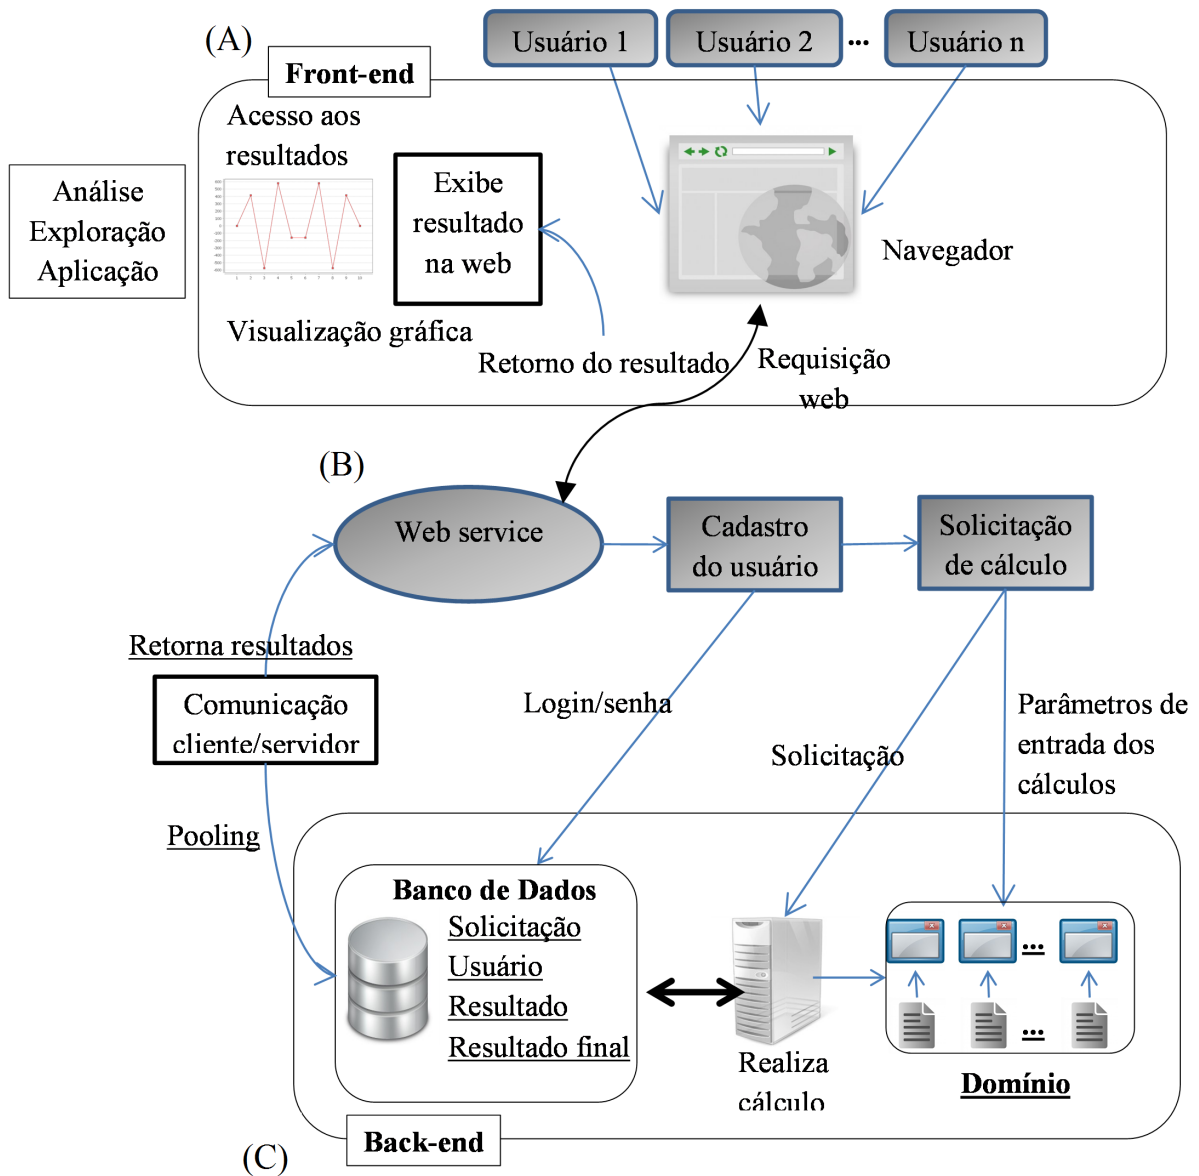 (A)
Usuário 1
Usuário 2
...
Usuário n
Front-end
Acesso aos
resultados
Análise
Exploração
Aplicação
Exibe
resultado
na web
Navegador
Visualização gráfica
Retorno do resultado
Requisição
web
(B)
Web service
Cadastro
do usuário
Solicitação
de cálculo
Retorna resultados
Comunicação
cliente/servidor
Login/senha
Solicitação
Parâmetros de
entrada dos
cálculos
Pooling
Banco de Dados
Solicitação
Usuário
Resultado
Resultado final
...
...
Realiza
cálculo
Domínio
Back-end
(C)